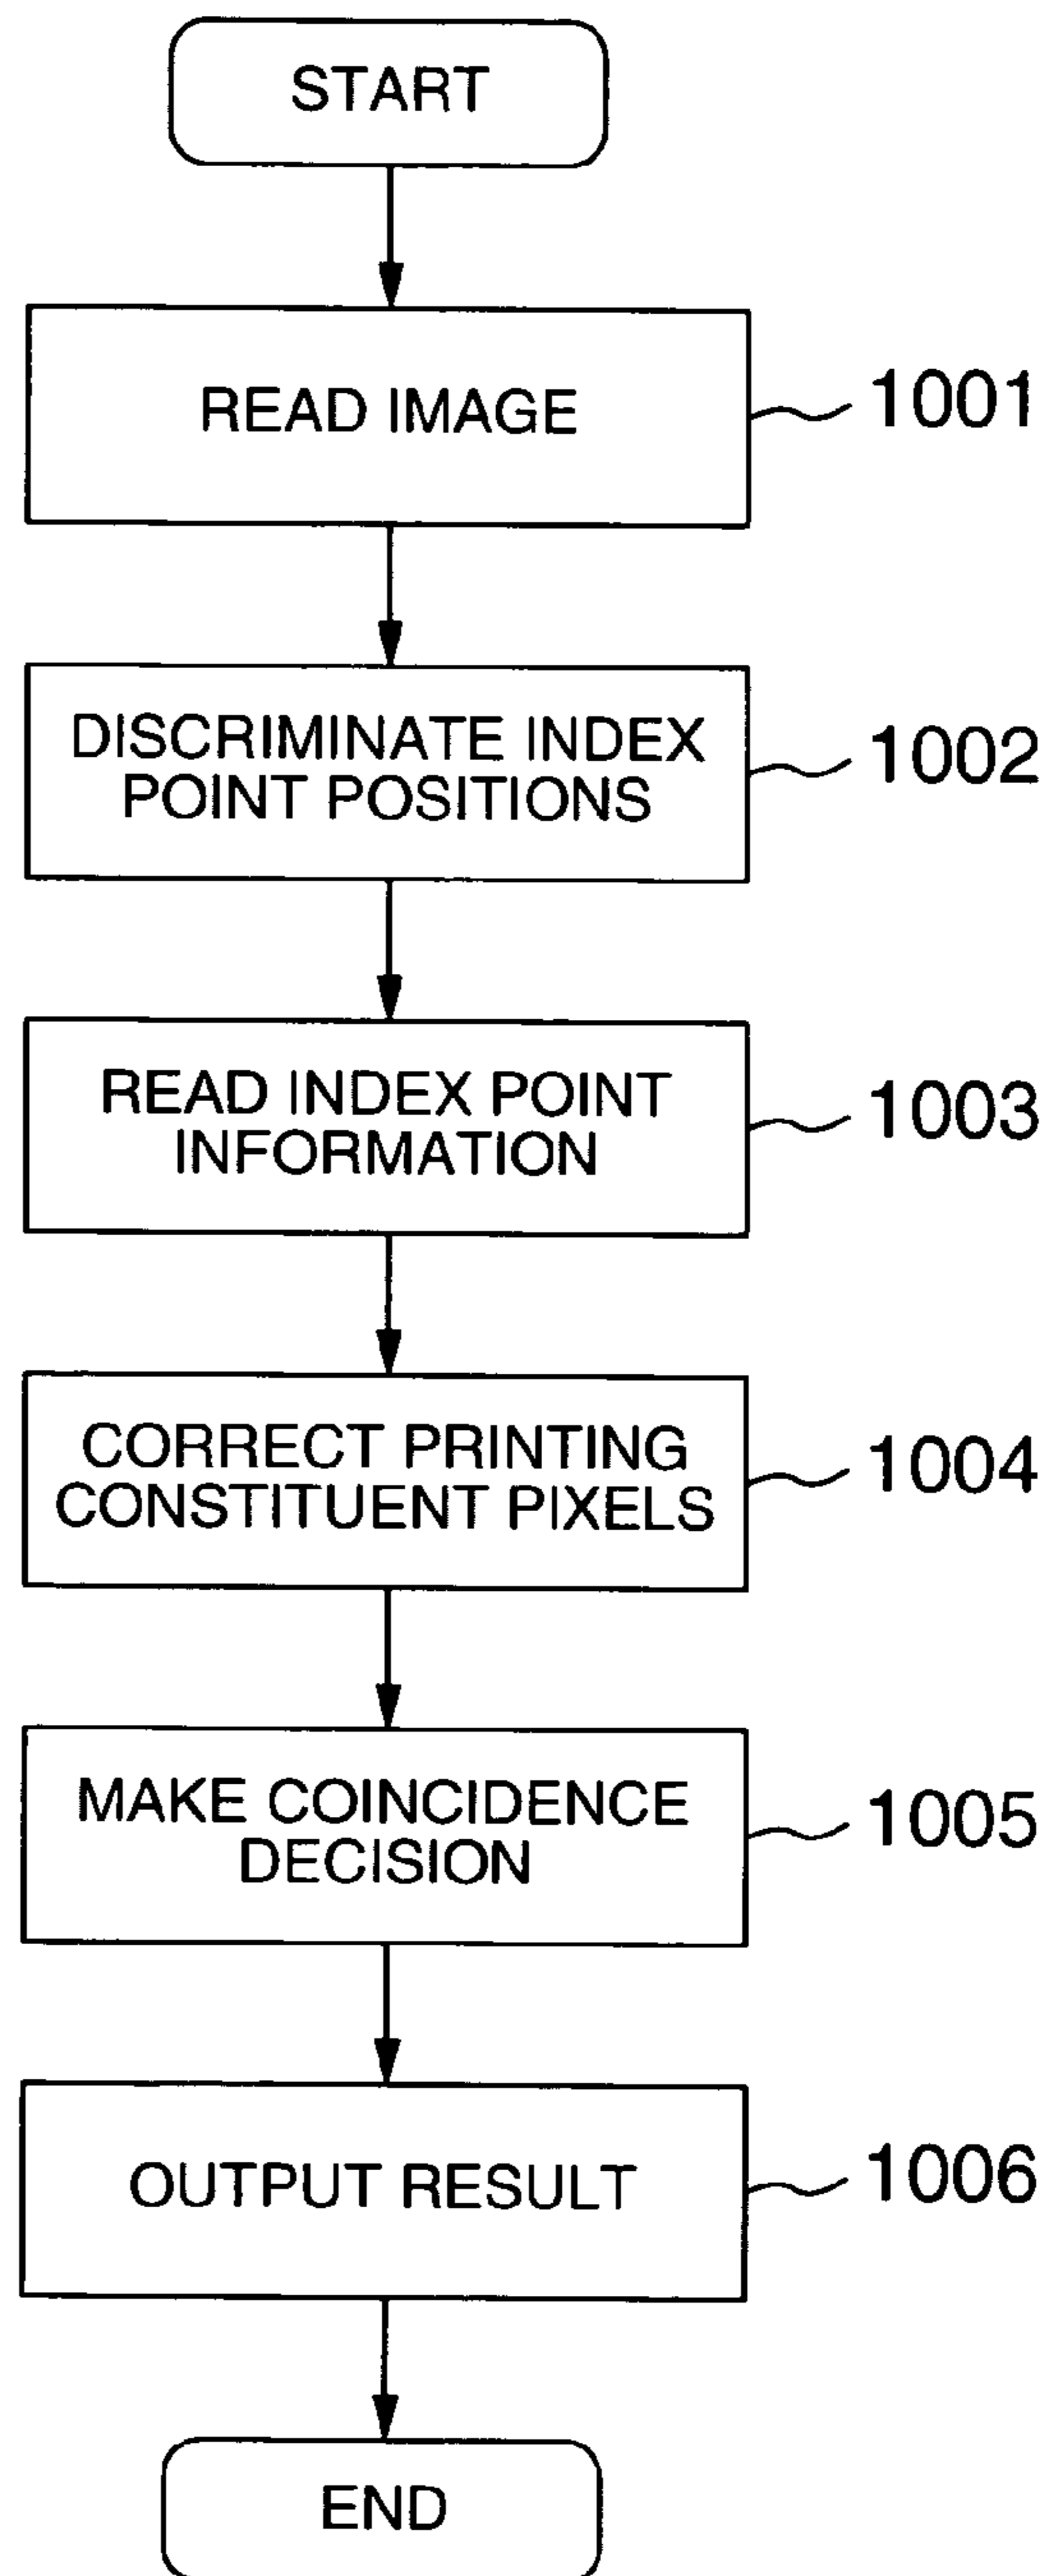 START
READ IMAGE
1001
DISCRIMINATE INDEX
POINT POSITIONS
1002
READ INDEX POINT
INFORMATION
1003
CORRECT PRINTING
CONSTITUENT PIXELS
1004
MAKE COINCIDENCE
DECISION
1005
OUTPUT RESULT
1006
END